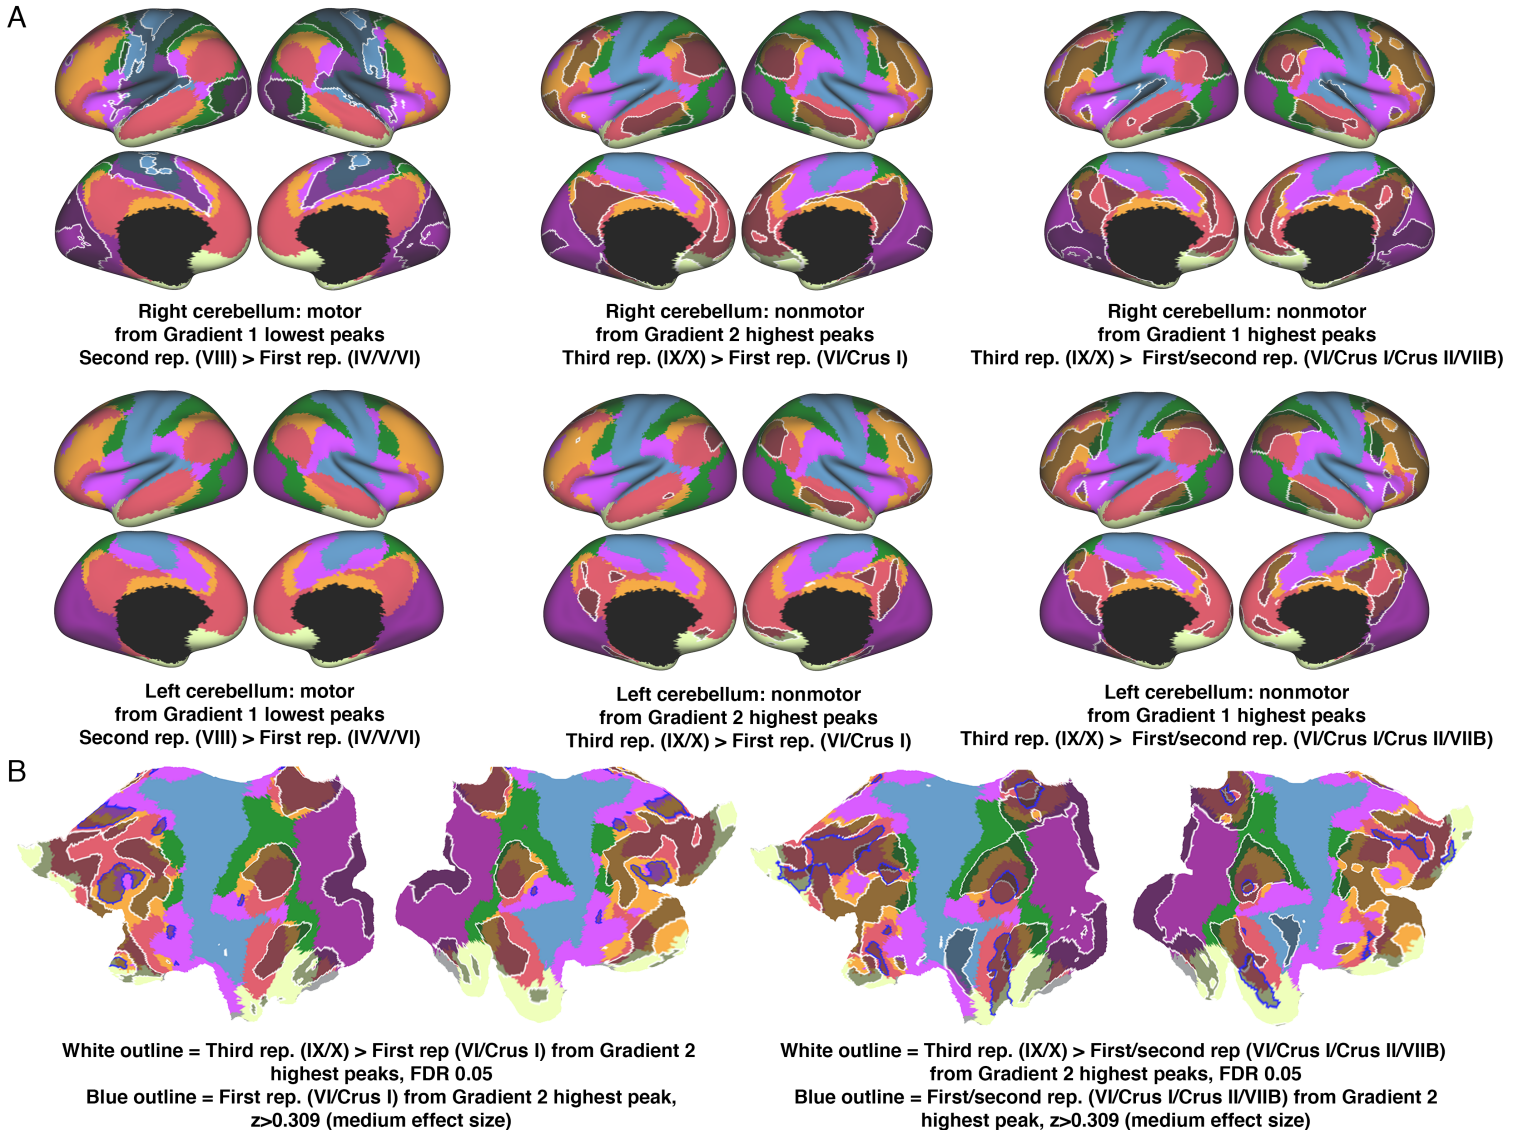 A
Right cerebellum: motor
from Gradient 1 lowest peaks
Second rep. (VIII) > First rep. (IV/V/VI)
Right cerebellum: nonmotor
from Gradient 2 highest peaks
Third rep. (IX/X) > First rep. (VI/Crus I)
Right cerebellum: nonmotor
from Gradient 1 highest peaks
Third rep. (IX/X) > First/second rep. (VI/Crus I/Crus II/VIIB)
Left cerebellum: motor
from Gradient 1 lowest peaks
Second rep. (VIII) > First rep. (IV/V/VI)
Left cerebellum: nonmotor
from Gradient 2 highest peaks
Third rep. (IX/X) > First rep. (VI/Crus I)
Left cerebellum: nonmotor
from Gradient 1 highest peaks
Third rep. (IX/X) > First/second rep. (VI/Crus I/Crus II/VIIB)
B
White outline = Third rep. (IX/X) > First rep (VI/Crus I) from Gradient 2
highest peaks, FDR 0.05
Blue outline = First rep. (VI/Crus I) from Gradient 2 highest peak,
z>0.309 (medium effect size)
White outline = Third rep. (IX/X) > First/second rep (VI/Crus I/Crus II/VIIB)
from Gradient 2 highest peaks, FDR 0.05
Blue outline = First/second rep. (VI/Crus I/Crus II/VIIB) from Gradient 2
highest peak, z>0.309 (medium effect size)